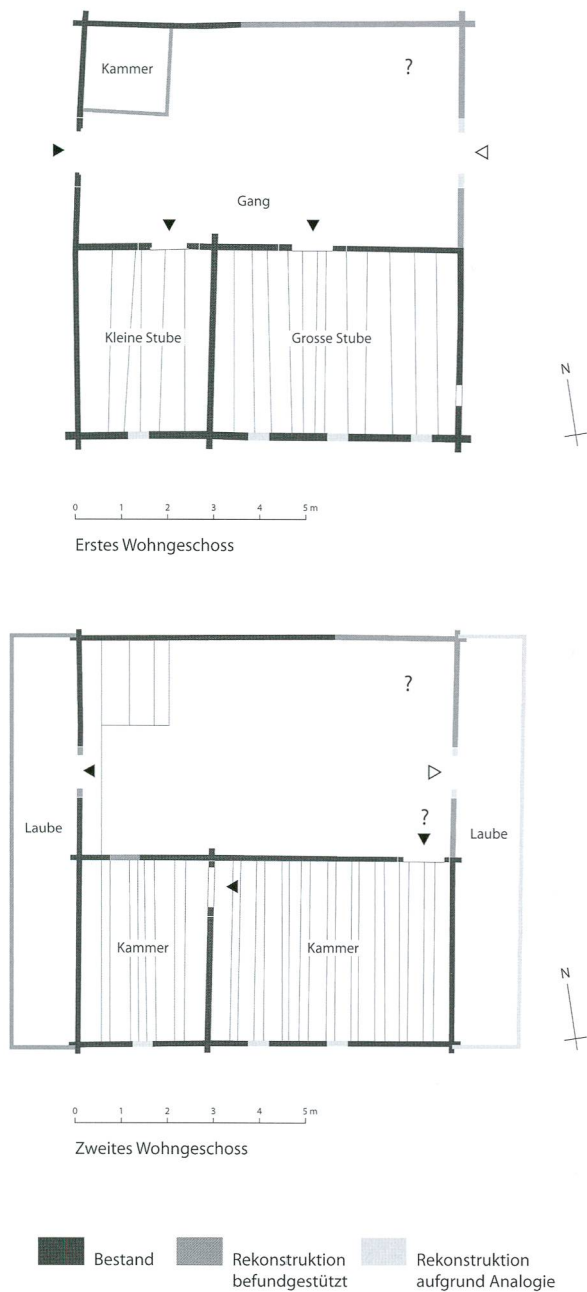 Kammer
?
Gang
Kleine Stube
Grosse Stube
N
0 1 2 3 4 5 m
Erstes Wohngeschoss
?
Laube
?
Laube
Kammer
Kammer
N
0 1 2 3 4 5 m
Zweites Wohngeschoss
Bestand
Rekonstruktion
befundgestützt
Rekonstruktion
aufgrund Analogie